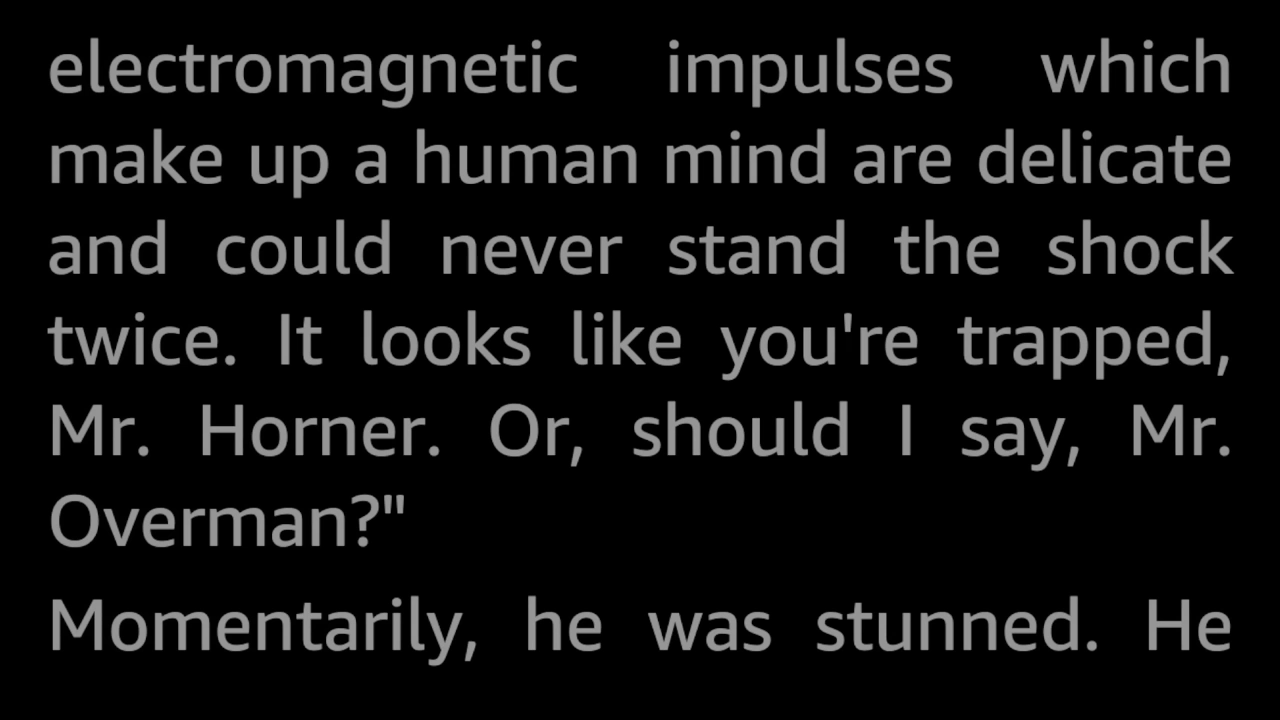 electromagnetic impulses which
make up a human mind are delicate
and could never stand the shock
twice. It looks like you're trapped,
Mr. Horner. Or, should I say, Mr.
Overman?"
Momentarily, he was stunned. He